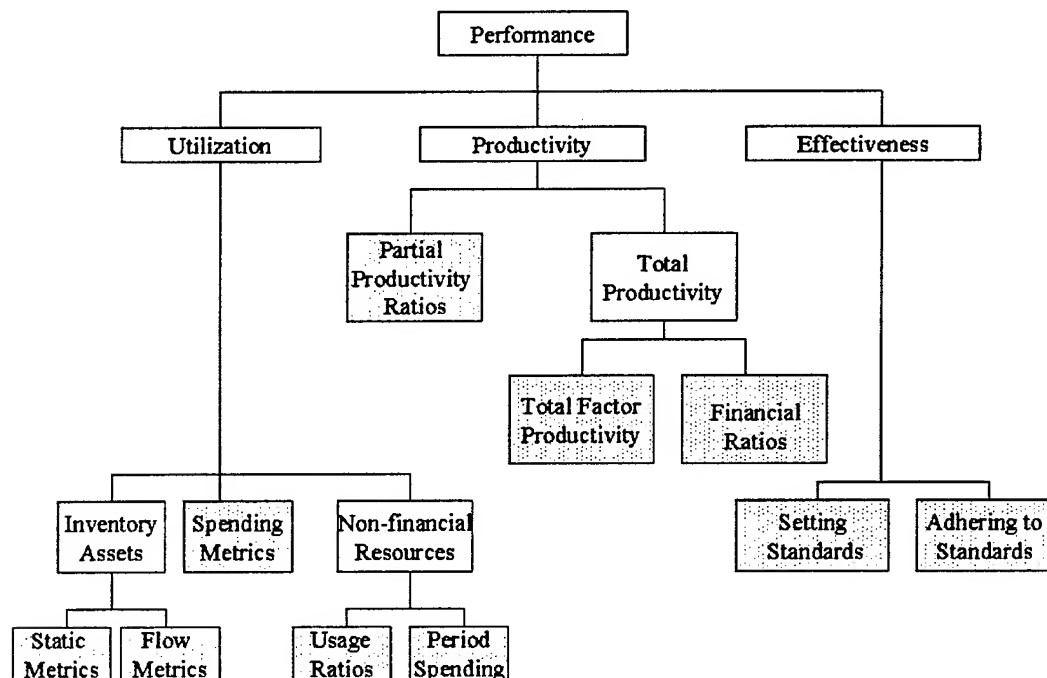 Performance
Utilization
Productivity
Effectiveness
Partial
Productivity
Ratios
Total
Productivity
Total Factor
Productivity
Financial
Ratios
Inventory
Assets
Spending
Metrics
Non-financial
Resources
Setting
Standards
Adhering to
Standards
Static
Metrics
Flow
Metrics
Usage
Ratios
Period
Spending